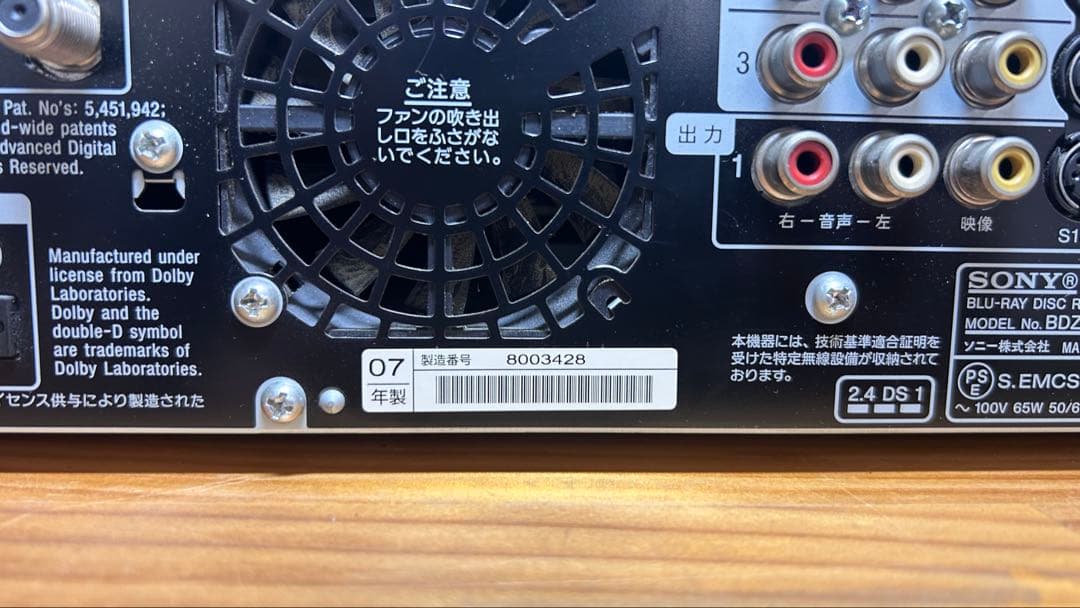 Pat. No's: 5,451,942;
d-wide patents
dvanced Digital
s Reserved.
ご注意
ファンの吹き出
し口をふさがな
いでください。
3
出力
1
右ー音声ー左
映像
S1
Manufactured under
license from Dolby
Laboratories.
Dolby and the
double-D symbol
are trademarks of
Dolby Laboratories.
イセンス供与により製造された
07
年製
製造番号 8003428
本機器には、技術基準適合証明を
受けた特定無線設備が収納されて
おります。
2.4 DS 1
SONY®
BLU-RAY DISC R
MODEL No. BDZ
ソニー株式会社 MA
PS
E
S.EMCS
～100V 65W 50/6